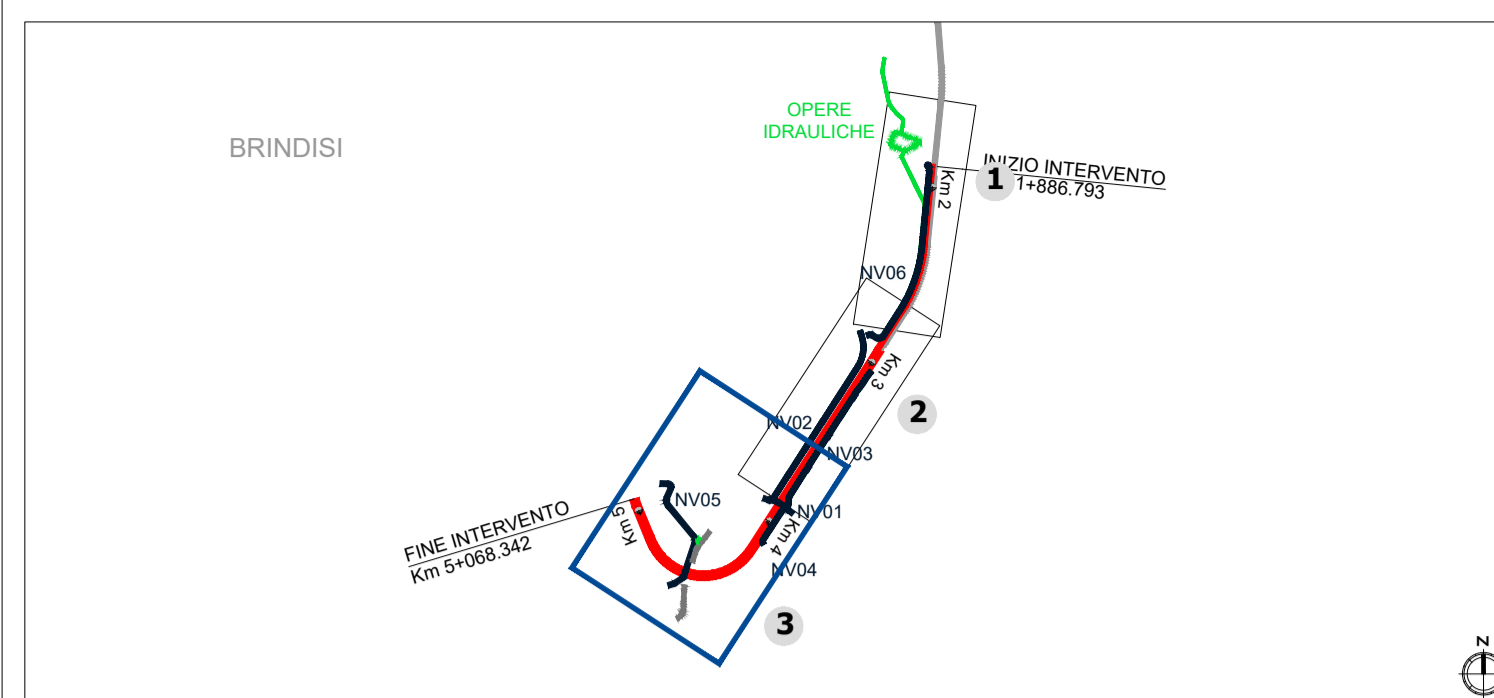 OPERE
IDRAULICHE
BRINDISI
INIZIO INTERVENTO
1
1+886.793
Km 2
NV06
Km 3
2
NV02
NV03
NV05
NV01
FINE INTERVENTO
Km 5+068.342
Km 5
Km 4
NV04
3
N